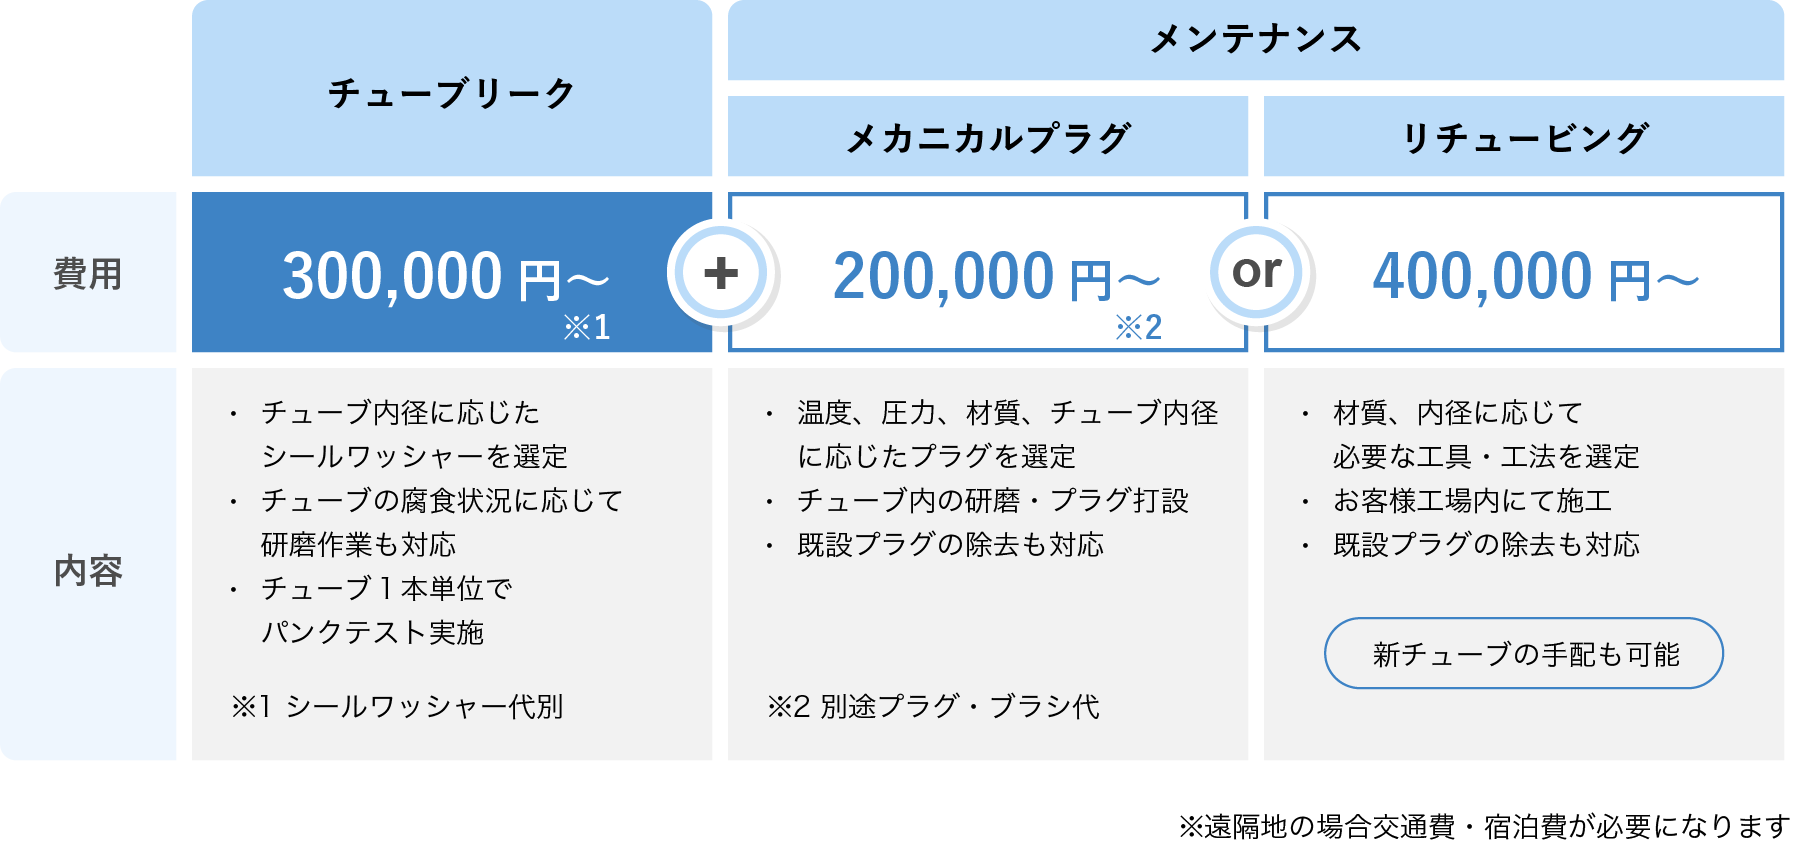 チューブリーク
メンテナンス
メカニカルプラグ
リチュービング
費用
300,000 円～
※1
+
200,000 円～
※2
or
400,000 円～
内容
・ チューブ内径に応じた
シールワッシャーを選定
・ チューブの腐食状況に応じて
研磨作業も対応
・ チューブ１本単位で
パンクテスト実施
※1 シールワッシャー代別
・ 温度、圧力、材質、チューブ内径
に応じたプラグを選定
・ チューブ内の研磨・プラグ打設
・ 既設プラグの除去も対応
※2 別途プラグ・ブラシ代
・ 材質、内径に応じて
必要な工具・工法を選定
・ お客様工場内にて施工
・ 既設プラグの除去も対応
新チューブの手配も可能
※遠隔地の場合交通費・宿泊費が必要になります